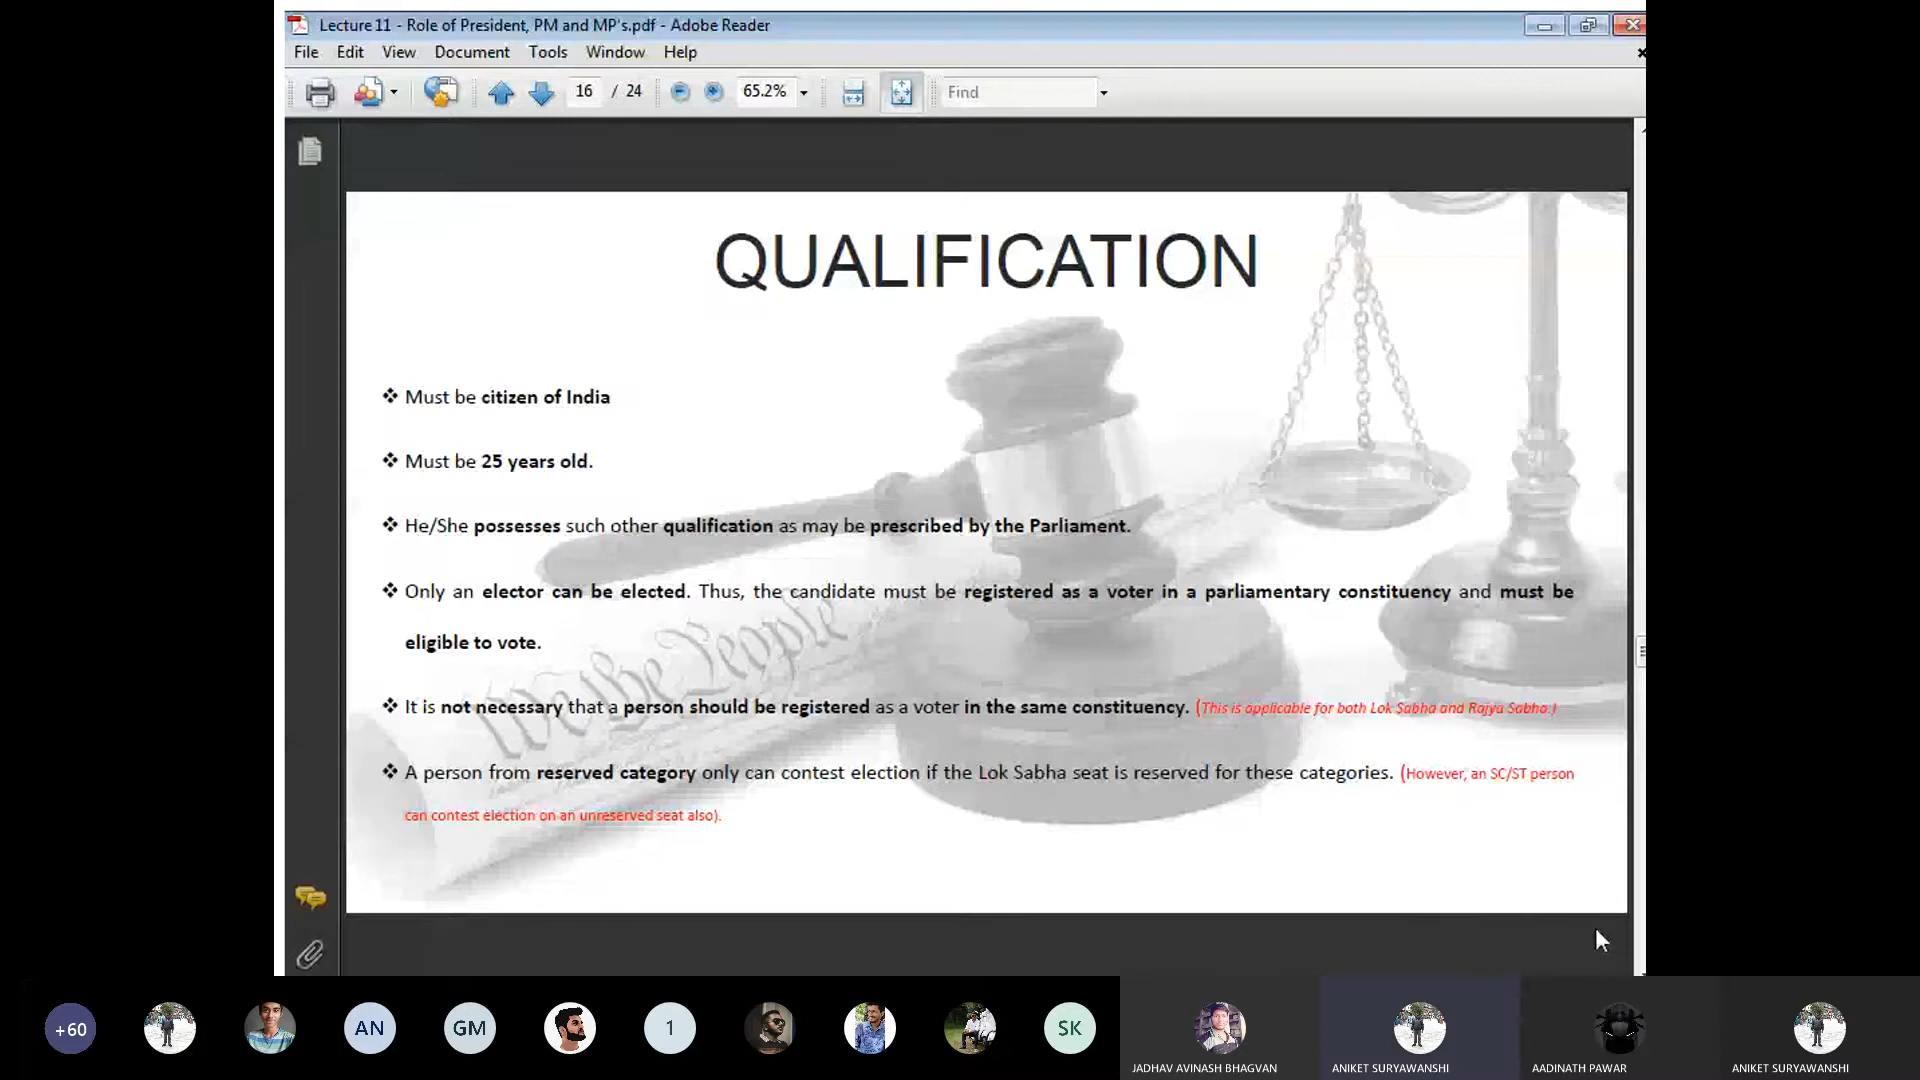 Lecture 11 - Role of President, PM and MP's.pdf - Adobe Reader
File Edit View Document Tools Window Help
16 / 24 65.2% Find
QUALIFICATION
❖ Must be citizen of India
❖ Must be 25 years old.
❖ He/She possesses such other qualification as may be prescribed by the Parliament.
❖ Only an elector can be elected. Thus, the candidate must be registered as a voter in a parliamentary constituency and must be
eligible to vote.
We the People
❖ It is not necessary that a person should be registered as a voter in the same constituency. (This is applicable for both Lok Sabha and Rajya Sabha.)
❖ A person from reserved category only can contest election if the Lok Sabha seat is reserved for these categories. (However, an SC/ST person
can contest election on an unreserved seat also).
+60 AN GM 1 SK
JADHAV AVINASH BHAGVAN ANIKET SURYAWANSHI AADINATH PAWAR ANIKET SURYAWANSHI